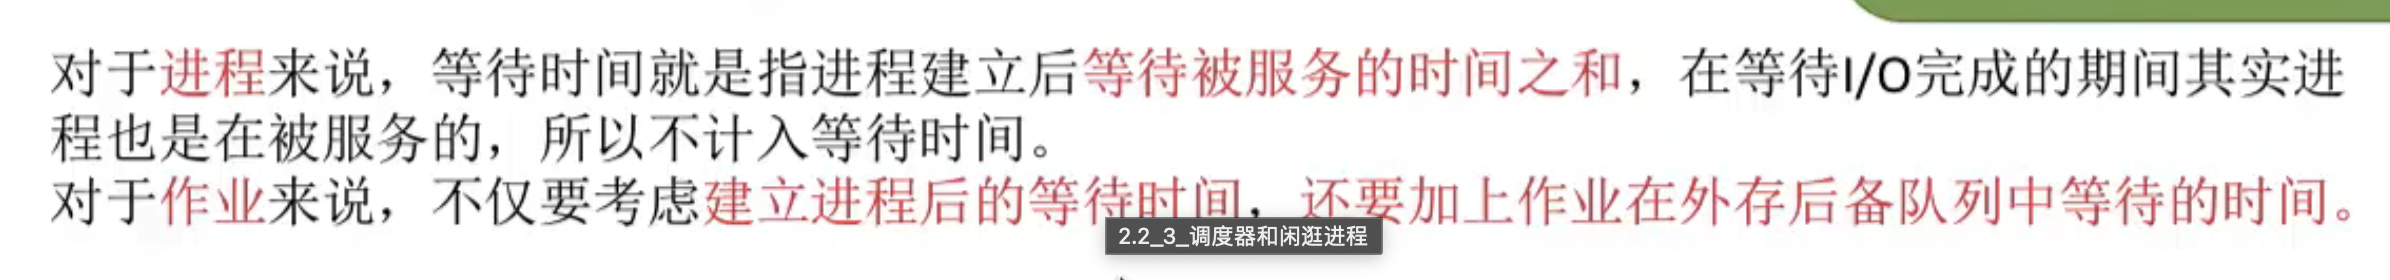 对于进程来说，等待时间就是指进程建立后等待被服务的时间之和，在等待I/O完成的期间其实进
程也是在被服务的，所以不计入等待时间。
对于作业来说，不仅要考虑建立进程后的等待时间，还要加上作业在外存后备队列中等待的时间。
2.2_3_调度器和闲逛进程